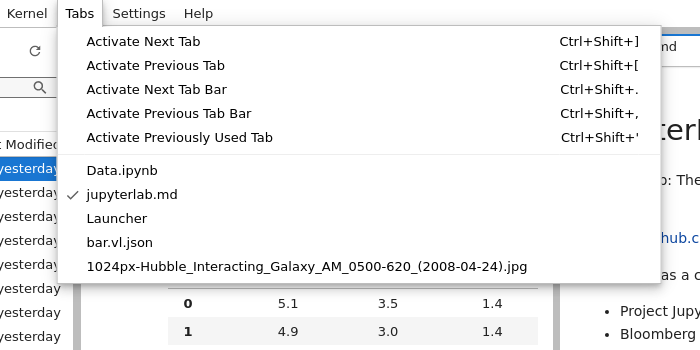 Kernel Tabs Settings Help
Activate Next Tab Ctrl+Shift+]
Activate Previous Tab Ctrl+Shift+[
Activate Next Tab Bar Ctrl+Shift+.
Activate Previous Tab Bar Ctrl+Shift+,
Activate Previously Used Tab Ctrl+Shift+'
Data.ipynb
jupyterlab.md
Launcher
bar.vl.json
1024px-Hubble_Interacting_Galaxy_AM_0500-620_(2008-04-24).jpg
t Modified
yesterday
yesterday
yesterday
yesterday
yesterday
yesterday
yesterday
yesterday
0 5.1 3.5 1.4
1 4.9 3.0 1.4
nd
ter
b: The
hub.c
as a c
• Project Jupy
• Bloomberg